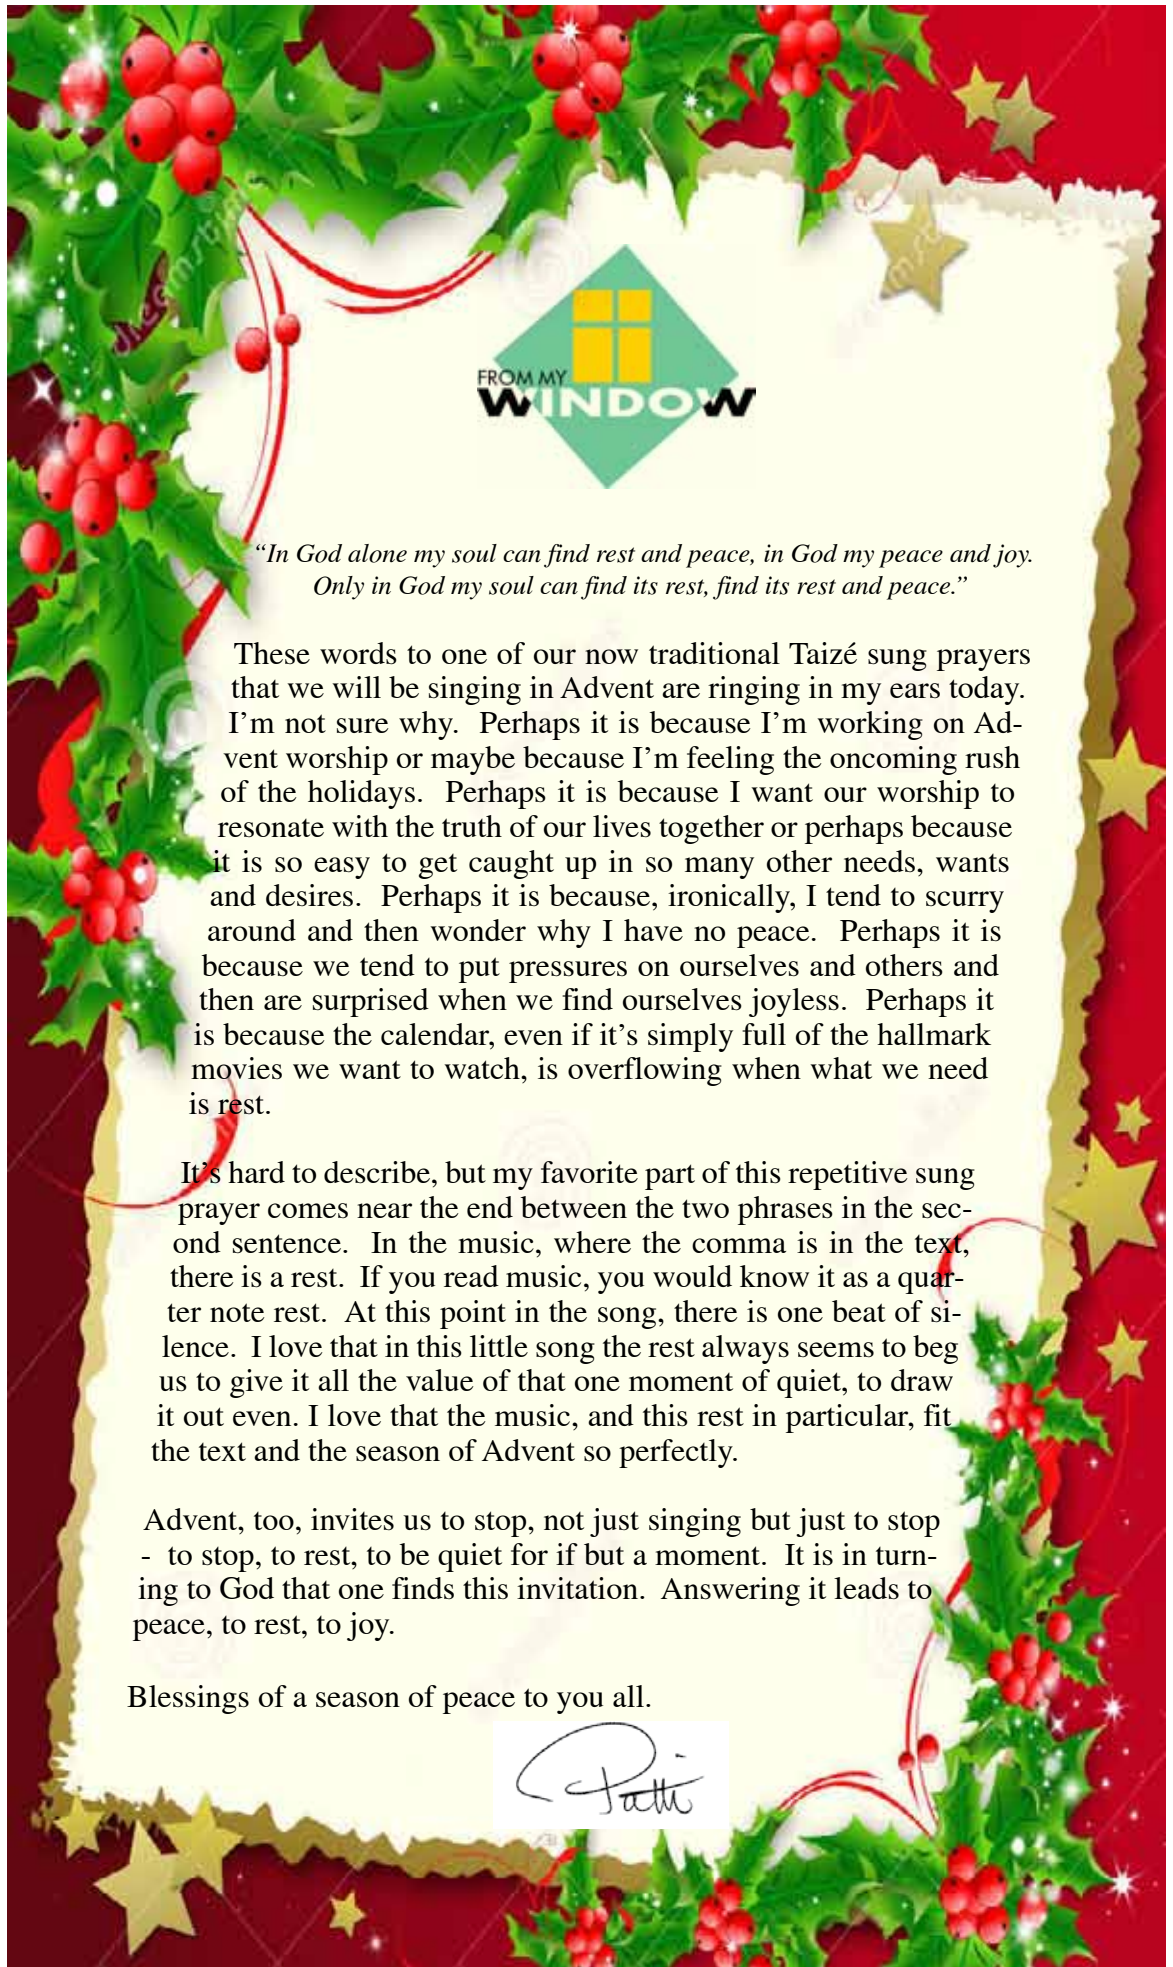 FROM MY
WINDOW
“In God alone my soul can find rest and peace, in God my peace and joy.
Only in God my soul can find its rest, find its rest and peace.”
These words to one of our now traditional Taizé sung prayers
that we will be singing in Advent are ringing in my ears today.
I’m not sure why.  Perhaps it is because I’m working on Ad-
vent worship or maybe because I’m feeling the oncoming rush
of the holidays.  Perhaps it is because I want our worship to
resonate with the truth of our lives together or perhaps because
it is so easy to get caught up in so many other needs, wants
and desires.  Perhaps it is because, ironically, I tend to scurry
around and then wonder why I have no peace.  Perhaps it is
because we tend to put pressures on ourselves and others and
then are surprised when we find ourselves joyless.  Perhaps it
is because the calendar, even if it’s simply full of the hallmark
movies we want to watch, is overflowing when what we need
is rest.
It’s hard to describe, but my favorite part of this repetitive sung
prayer comes near the end between the two phrases in the sec-
ond sentence.  In the music, where the comma is in the text,
there is a rest.  If you read music, you would know it as a quar-
ter note rest.  At this point in the song, there is one beat of si-
lence.  I love that in this little song the rest always seems to beg
us to give it all the value of that one moment of quiet, to draw
it out even. I love that the music, and this rest in particular, fit
the text and the season of Advent so perfectly.
Advent, too, invites us to stop, not just singing but just to stop
-  to stop, to rest, to be quiet for if but a moment.  It is in turn-
ing to God that one finds this invitation.  Answering it leads to
peace, to rest, to joy.
Blessings of a season of peace to you all.
Patti